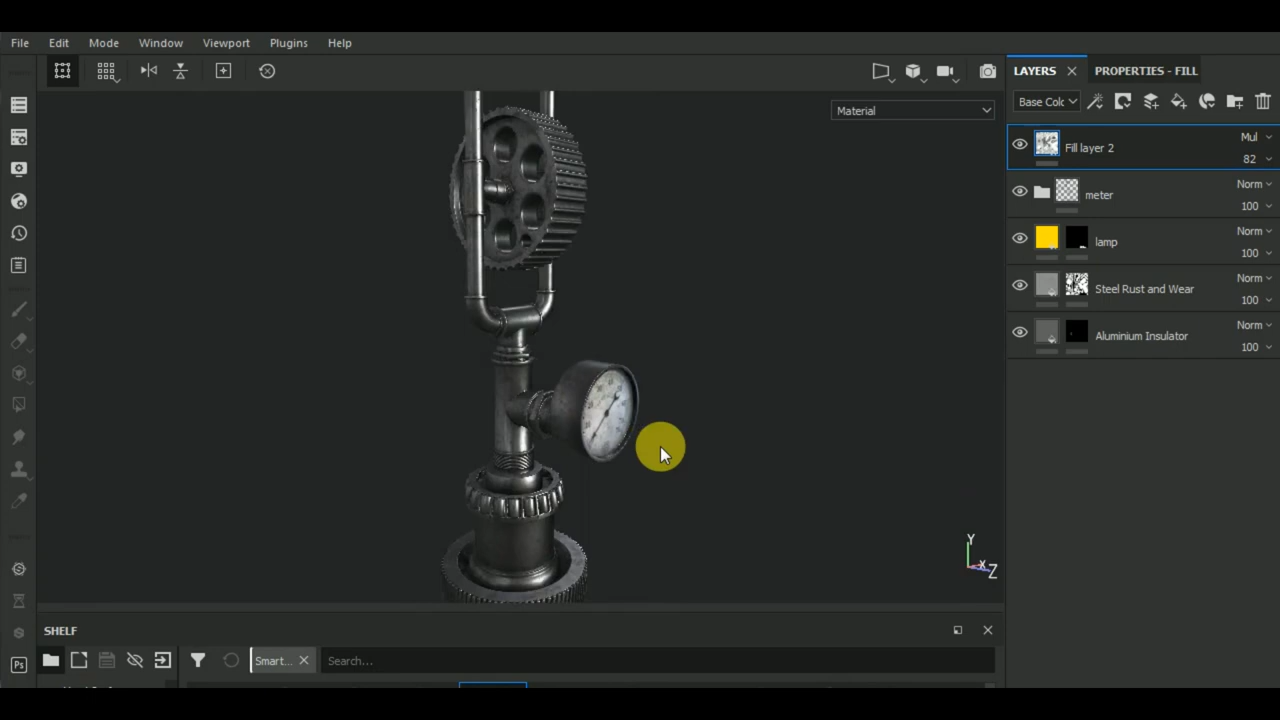 File Edit Mode Window Viewport Plugins Help
LAYERS PROPERTIES - FILL
Material
Base Colc
Fill layer 2 Mul 82
meter Norm 100
lamp Norm 100
Steel Rust and Wear Norm 100
Aluminium Insulator Norm 100
Y
X
Z
SHELF
Ps
Smart... Search...